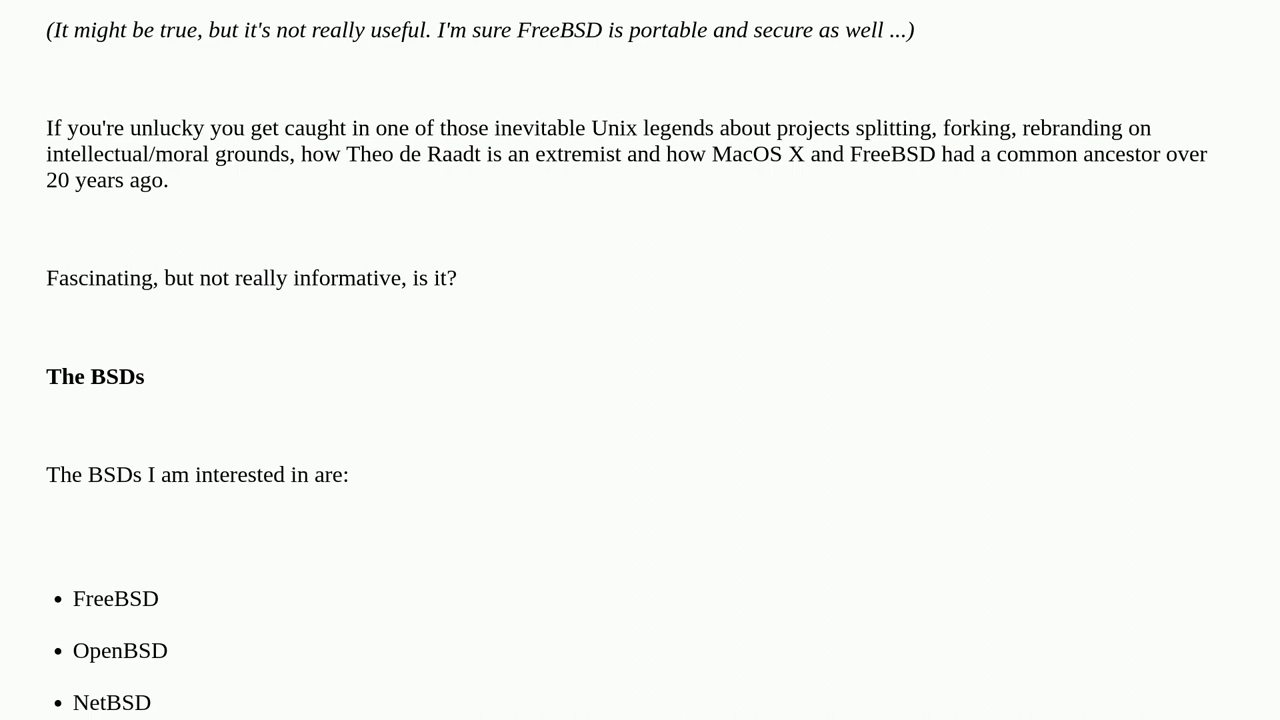 (It might be true, but it's not really useful. I'm sure FreeBSD is portable and secure as well ...)
If you're unlucky you get caught in one of those inevitable Unix legends about projects splitting, forking, rebranding on
intellectual/moral grounds, how Theo de Raadt is an extremist and how MacOS X and FreeBSD had a common ancestor over
20 years ago.
Fascinating, but not really informative, is it?
The BSDs
The BSDs I am interested in are:
• FreeBSD
• OpenBSD
• NetBSD